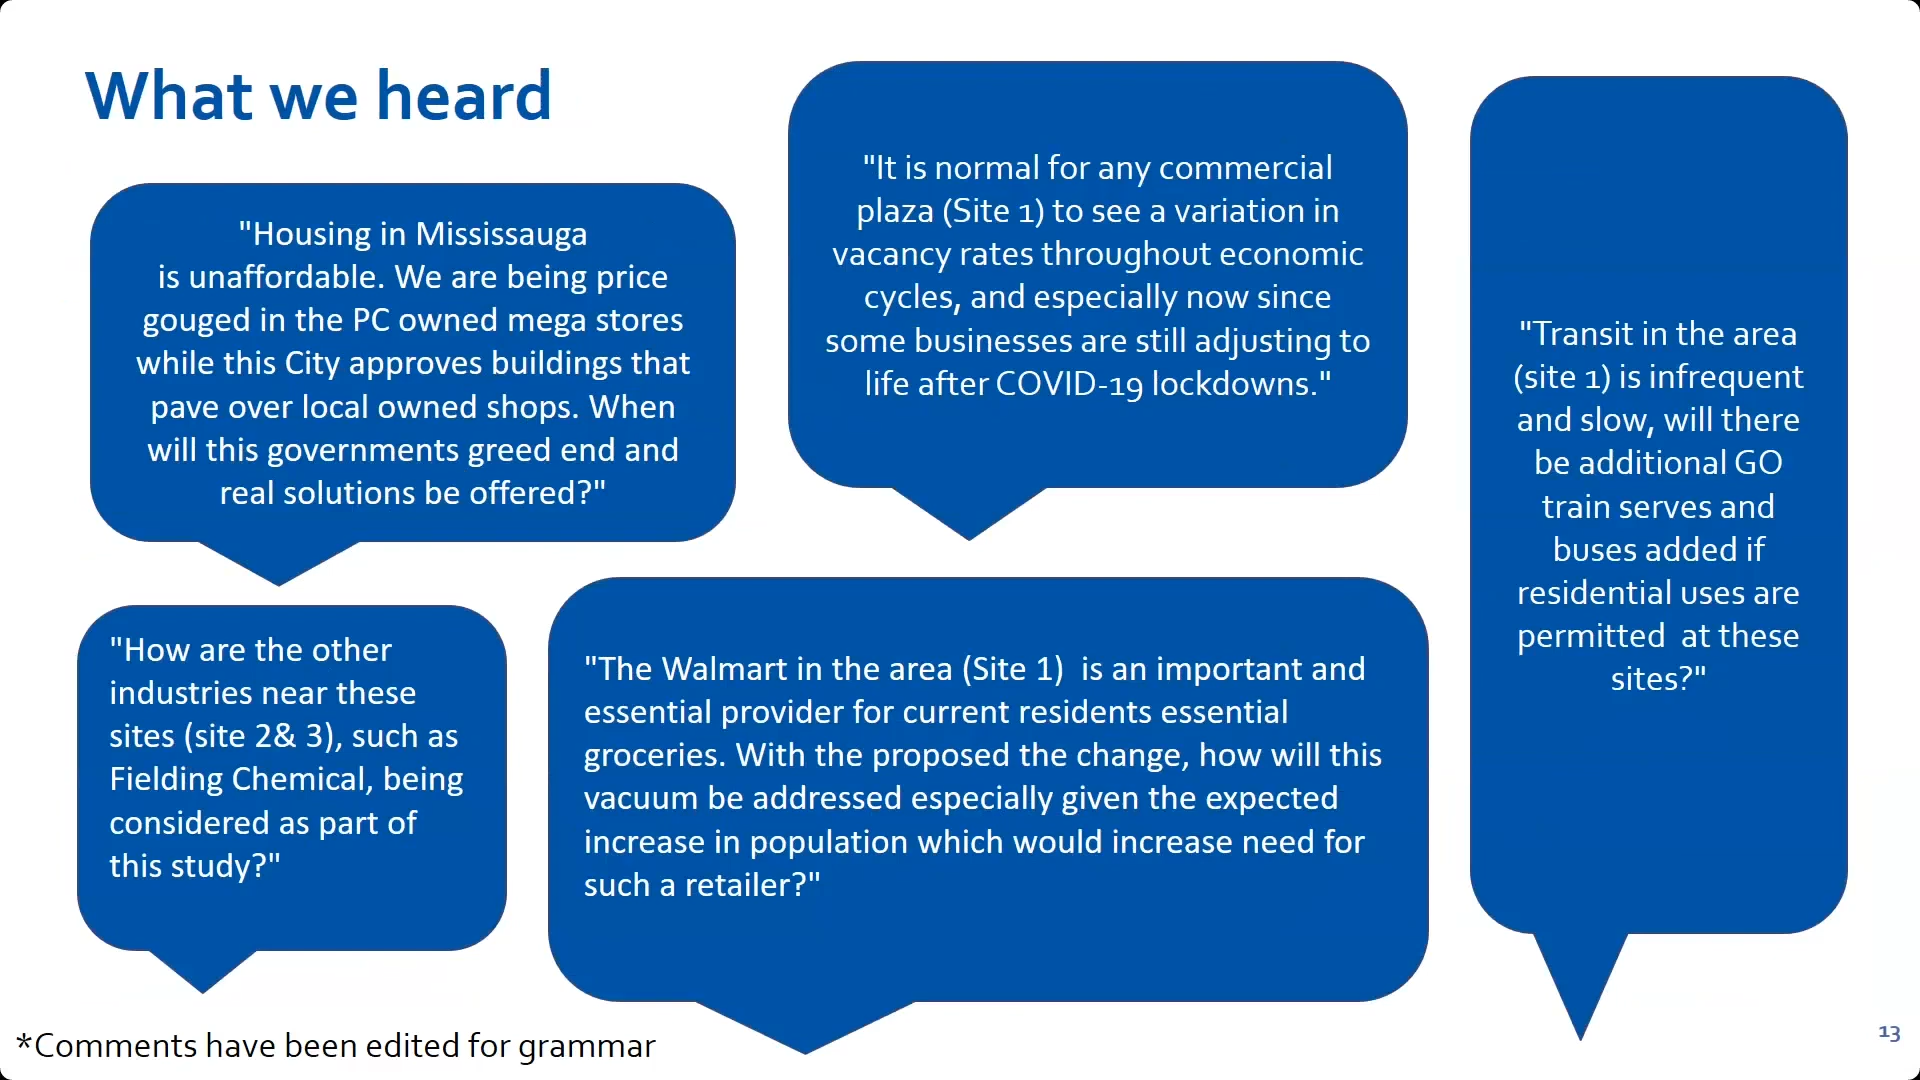 What we heard
"Housing in Mississauga
is unaffordable. We are being price
gouged in the PC owned mega stores
while this City approves buildings that
pave over local owned shops. When
will this governments greed end and
real solutions be offered?"
"It is normal for any commercial
plaza (Site 1) to see a variation in
vacancy rates throughout economic
cycles, and especially now since
some businesses are still adjusting to
life after COVID-19 lockdowns."
"Transit in the area
(site 1) is infrequent
and slow, will there
be additional GO
train serves and
buses added if
residential uses are
permitted  at these
sites?"
"How are the other
industries near these
sites (site 2& 3), such as
Fielding Chemical, being
considered as part of
this study?"
"The Walmart in the area (Site 1)  is an important and
essential provider for current residents essential
groceries. With the proposed the change, how will this
vacuum be addressed especially given the expected
increase in population which would increase need for
such a retailer?"
*Comments have been edited for grammar
13